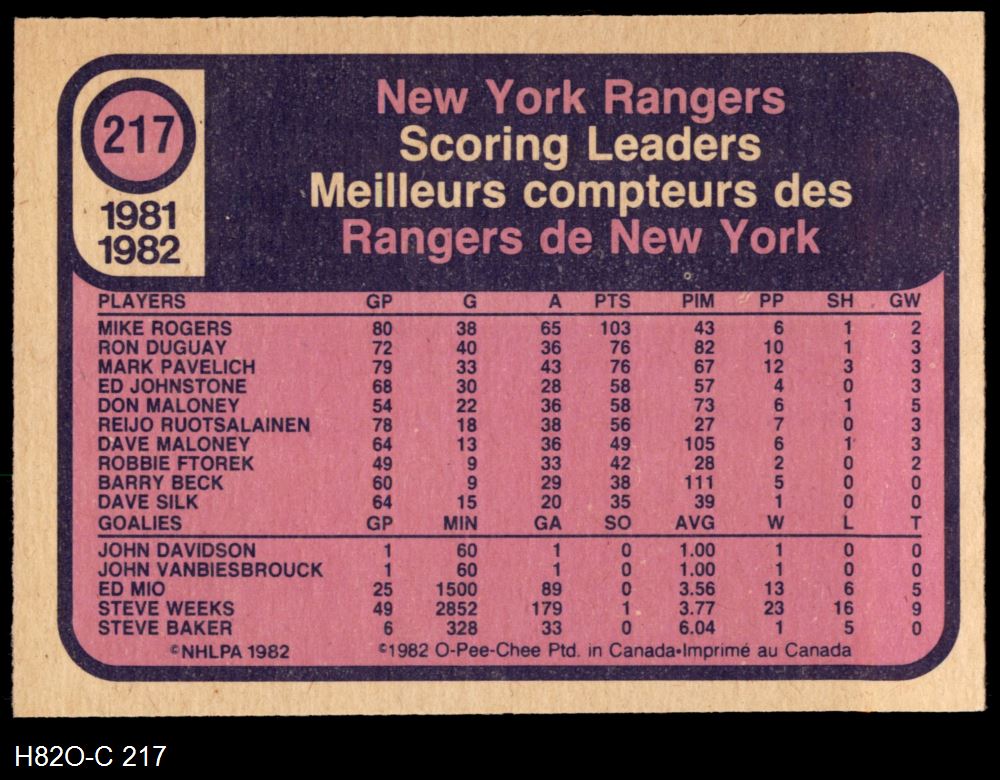 217
1981
1982
New York Rangers
Scoring Leaders
Meilleurs compteurs des
Rangers de New York
PLAYERS GP G A PTS PIM PP SH GW
MIKE ROGERS 80 38 65 103 43 6 1 2
RON DUGUAY 72 40 36 76 82 10 1 3
MARK PAVELICH 79 33 43 76 67 12 3 3
ED JOHNSTONE 68 30 28 58 57 4 0 3
DON MALONEY 54 22 36 58 73 6 1 5
REIJO RUOTSALAINEN 78 18 38 56 27 7 0 3
DAVE MALONEY 64 13 36 49 105 6 1 3
ROBBIE FTOREK 49 9 33 42 28 2 0 2
BARRY BECK 60 9 29 38 111 5 0 0
DAVE SILK 64 15 20 35 39 1 0 0
GOALIES GP MIN GA SO AVG W L T
JOHN DAVIDSON 1 60 1 0 1.00 1 0 0
JOHN VANBIESBROUCK 1 60 1 0 1.00 1 0 0
ED MIO 25 1500 89 0 3.56 13 6 5
STEVE WEEKS 49 2852 179 1 3.77 23 16 9
STEVE BAKER 6 328 33 0 6.04 1 5 0
©NHLPA 1982 ©1982 O-Pee-Chee Ptd. in Canada•Imprimé au Canada
H82O-C 217